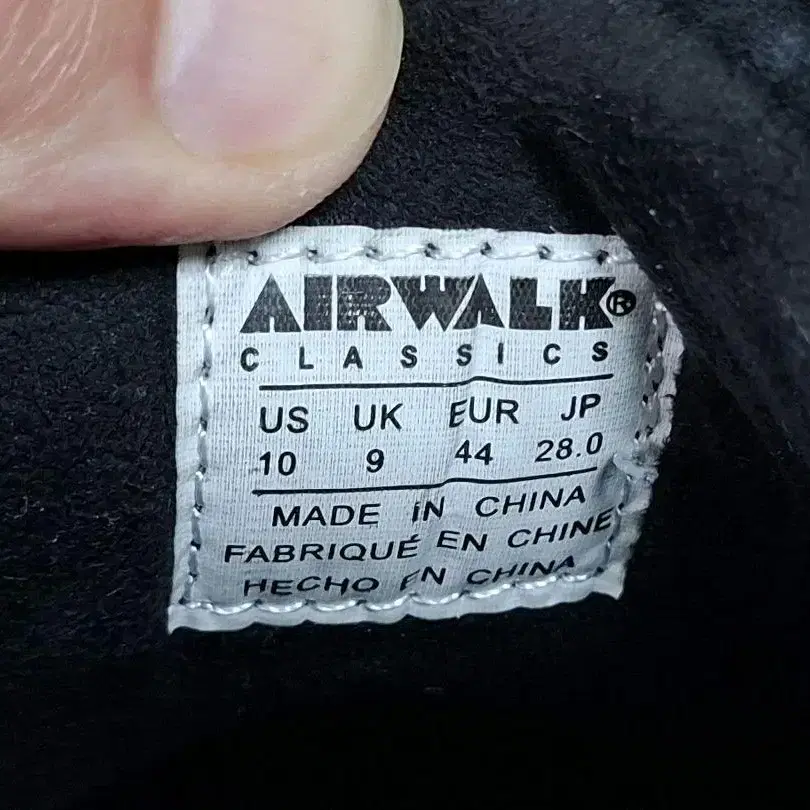 AIRWALK®
CLASSICS
US UK EUR JP
10 9 44 28.0
MADE iN CHINA
FABRIQUÉ EN CHINE
HECHO EN CHINA